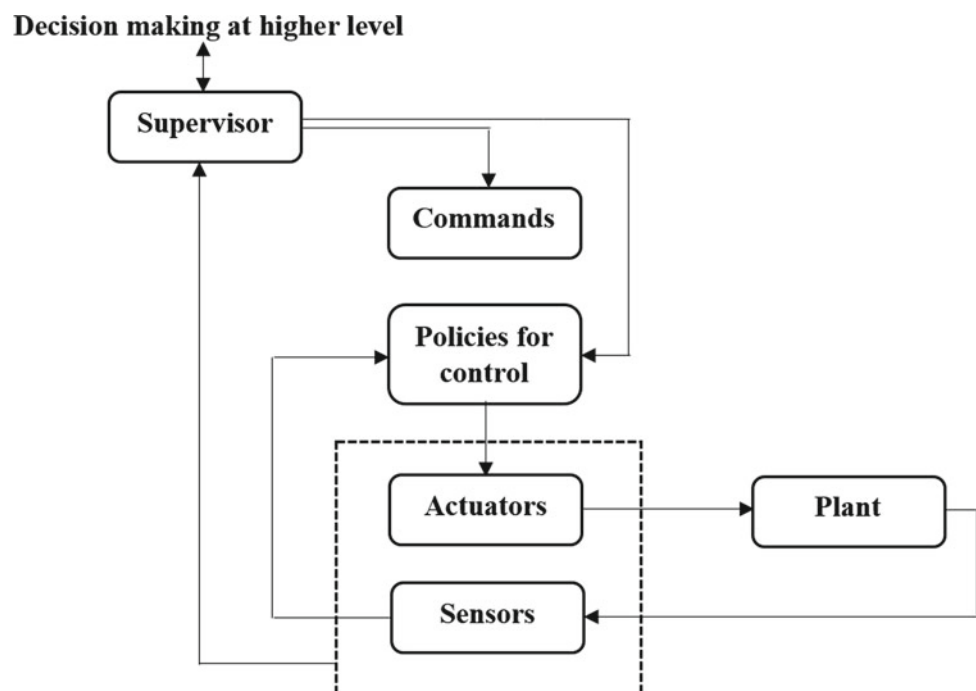 Decision making at higher level
Supervisor
Commands
Policies for
control
Actuators
Plant
Sensors